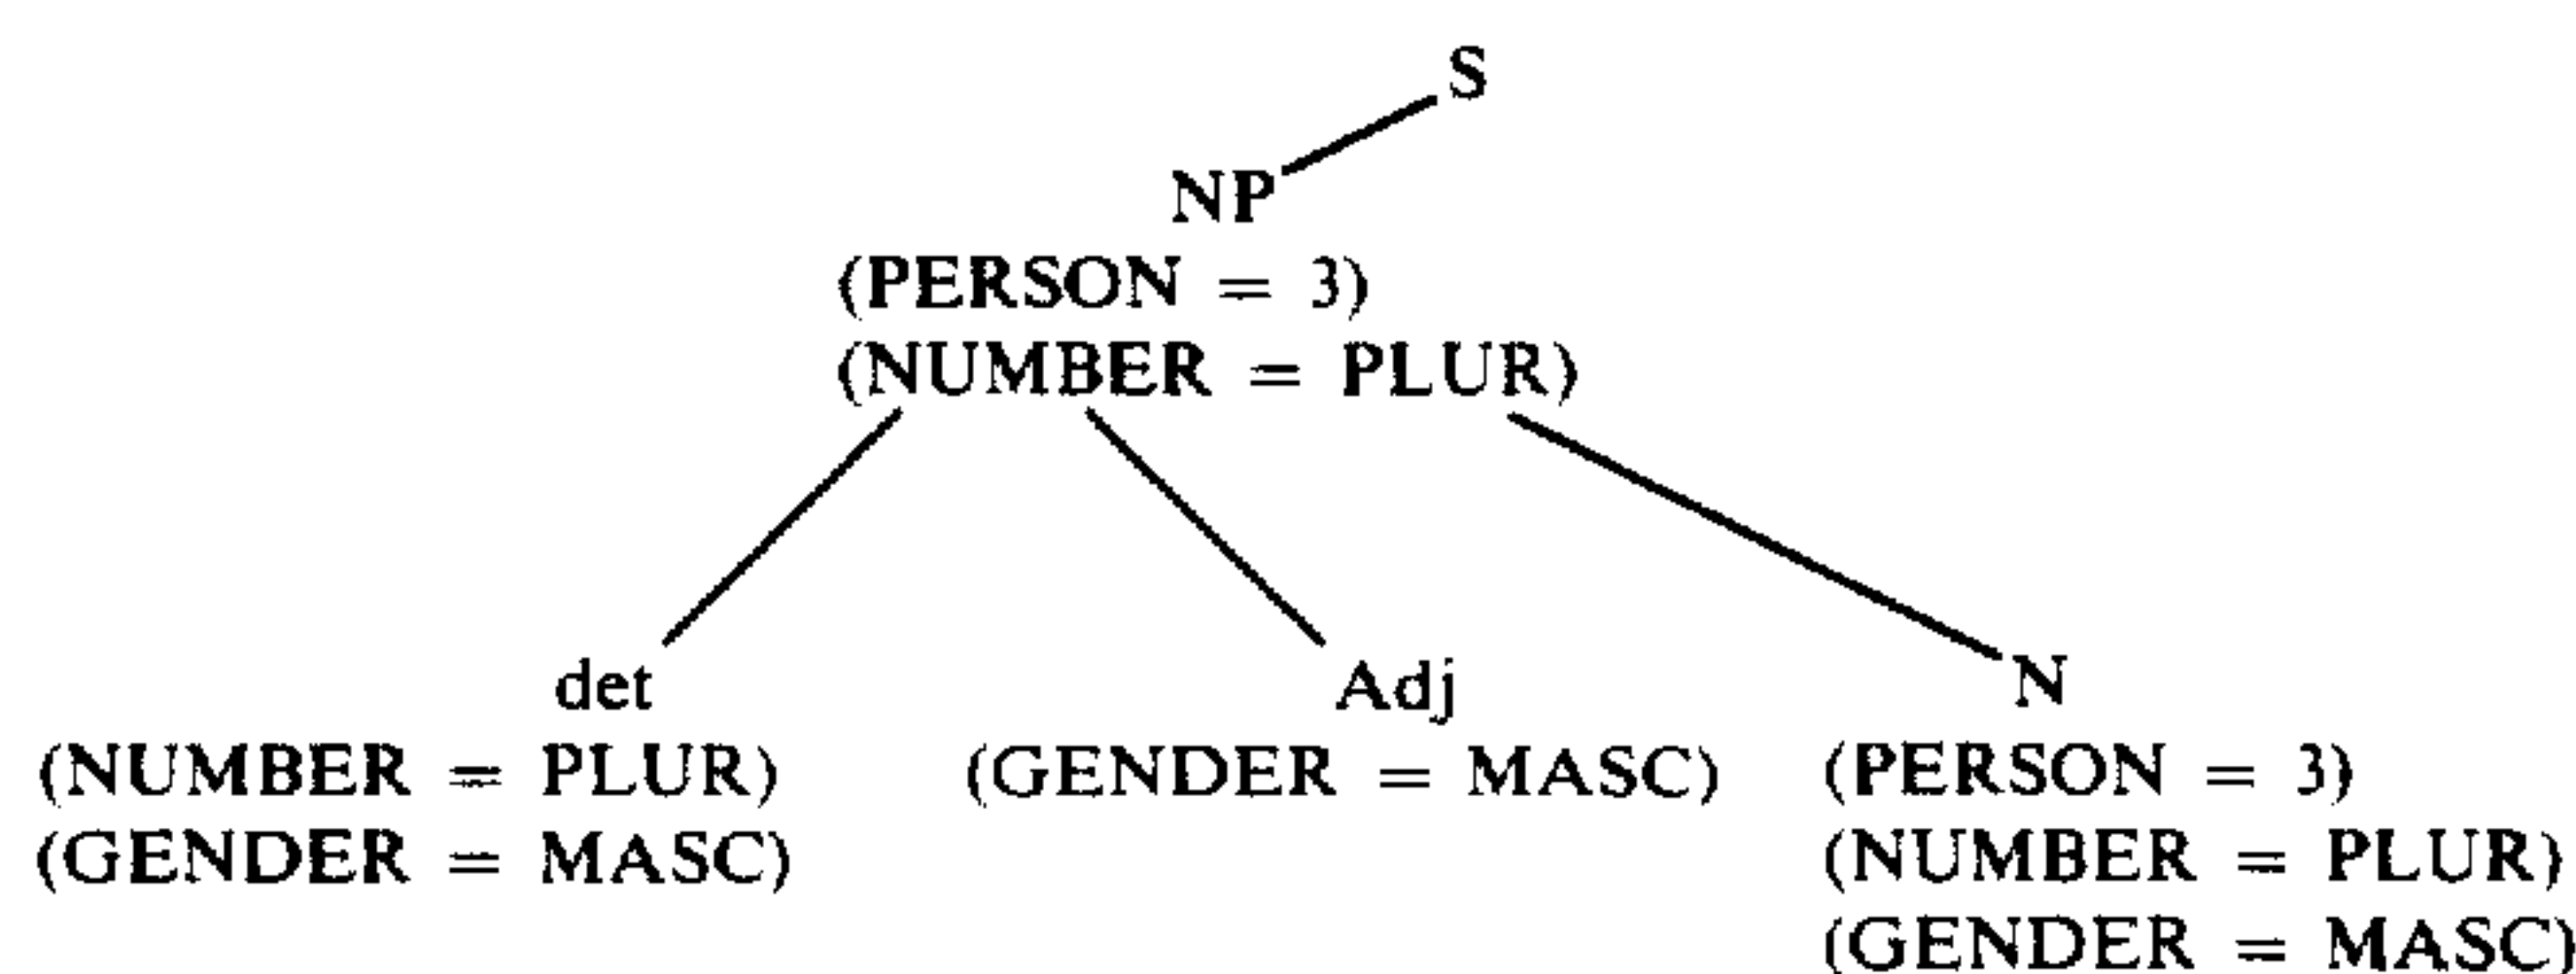 S
NP
(PERSON = 3)
(NUMBER = PLUR)
det Adj N
(NUMBER = PLUR) (GENDER = MASC) (PERSON = 3)
(GENDER = MASC) (NUMBER = PLUR)
(GENDER = MASC)